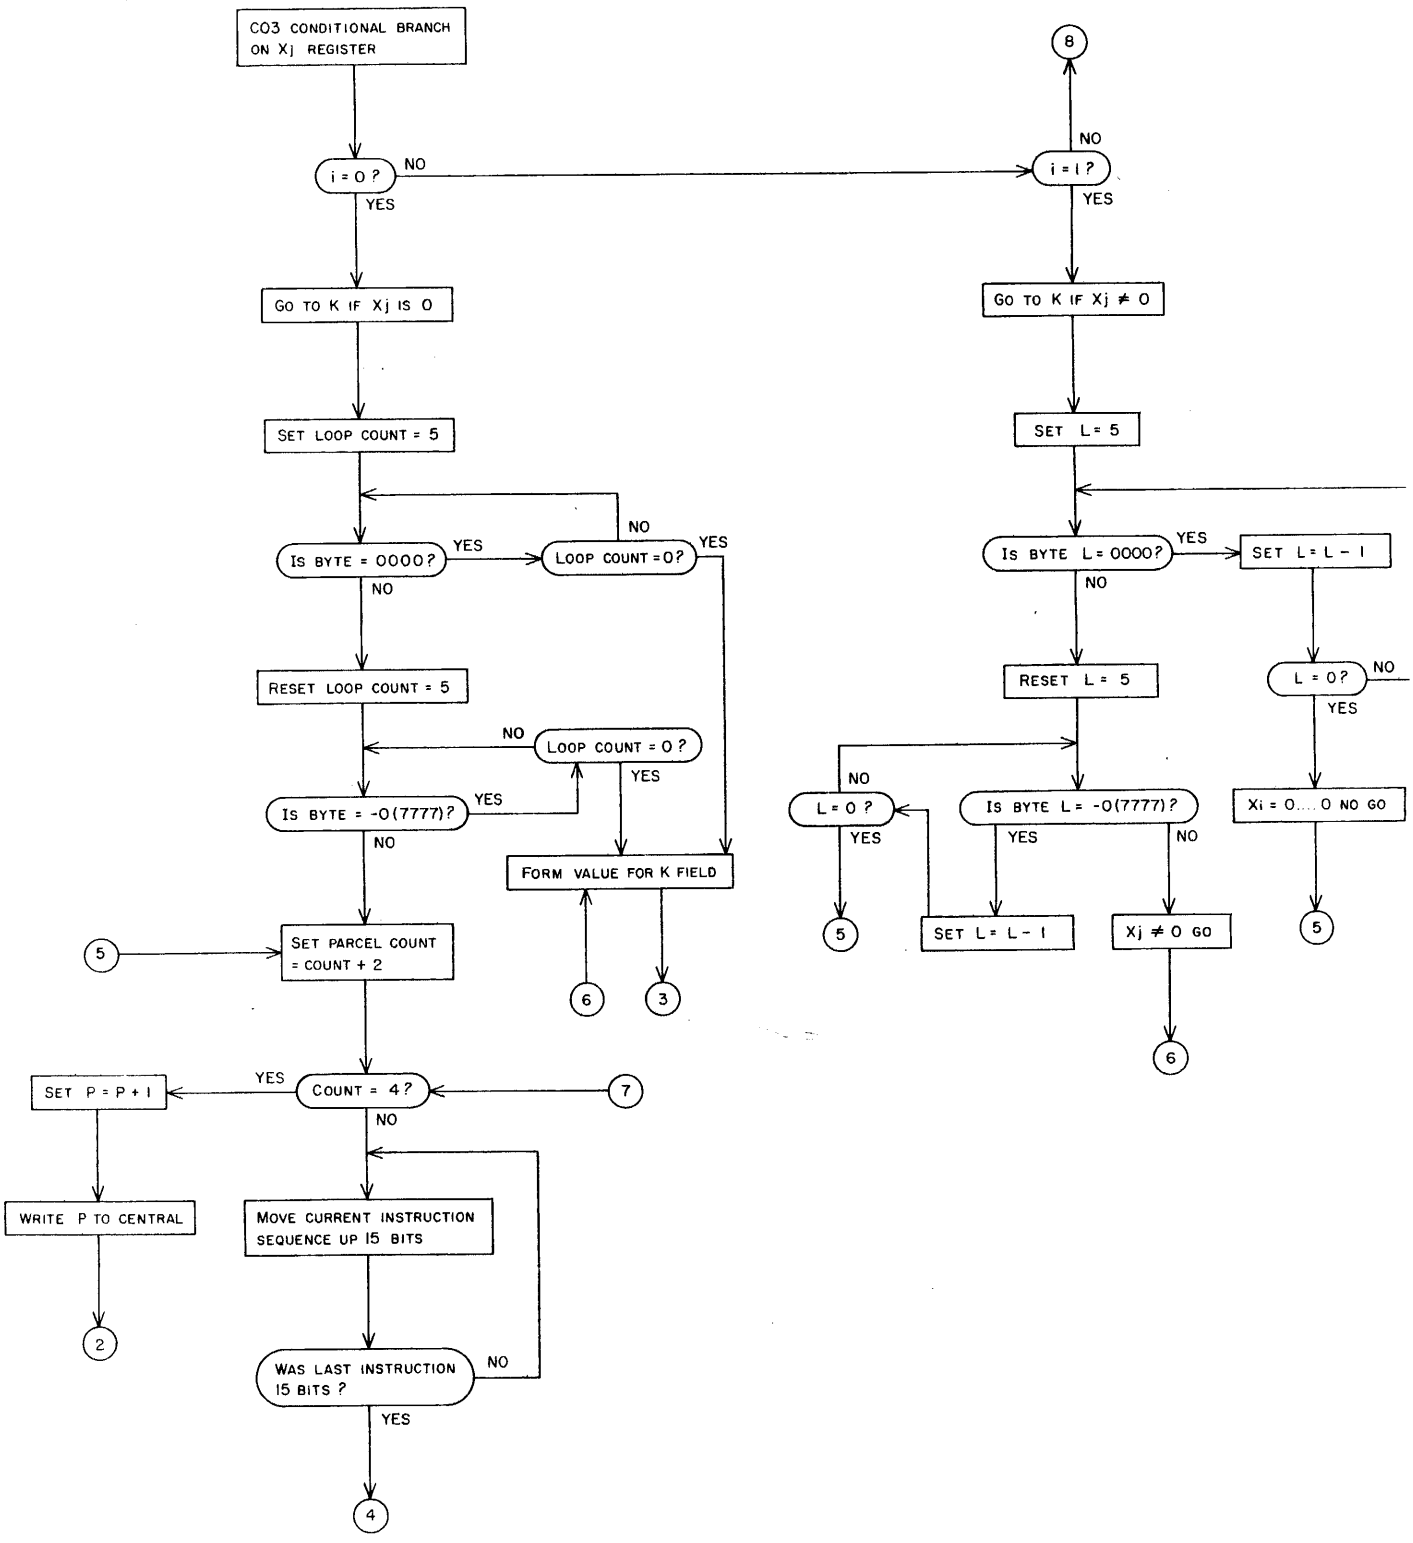 CO3 CONDITIONAL BRANCH
ON Xj REGISTER
8
NO
i = 0 ?
NO
YES
i = 1 ?
YES
GO TO K IF Xj IS 0
GO TO K IF Xj ≠ 0
SET LOOP COUNT = 5
SET L = 5
NO
IS BYTE = 0000?
YES
LOOP COUNT = 0?
YES
NO
IS BYTE L = 0000?
YES
SET L = L - 1
NO
RESET LOOP COUNT = 5
RESET L = 5
L = 0?
NO
YES
NO
LOOP COUNT = 0 ?
YES
NO
IS BYTE = -0(7777)?
YES
NO
L = 0 ?
YES
IS BYTE L = -0(7777)?
YES
NO
Xi = 0....0 NO GO
FORM VALUE FOR K FIELD
5
SET PARCEL COUNT
= COUNT + 2
5
SET L = L - 1
Xj ≠ 0 GO
5
6
3
6
SET P = P + 1
YES
COUNT = 4?
7
NO
WRITE P TO CENTRAL
MOVE CURRENT INSTRUCTION
SEQUENCE UP 15 BITS
2
WAS LAST INSTRUCTION
15 BITS ?
NO
YES
4